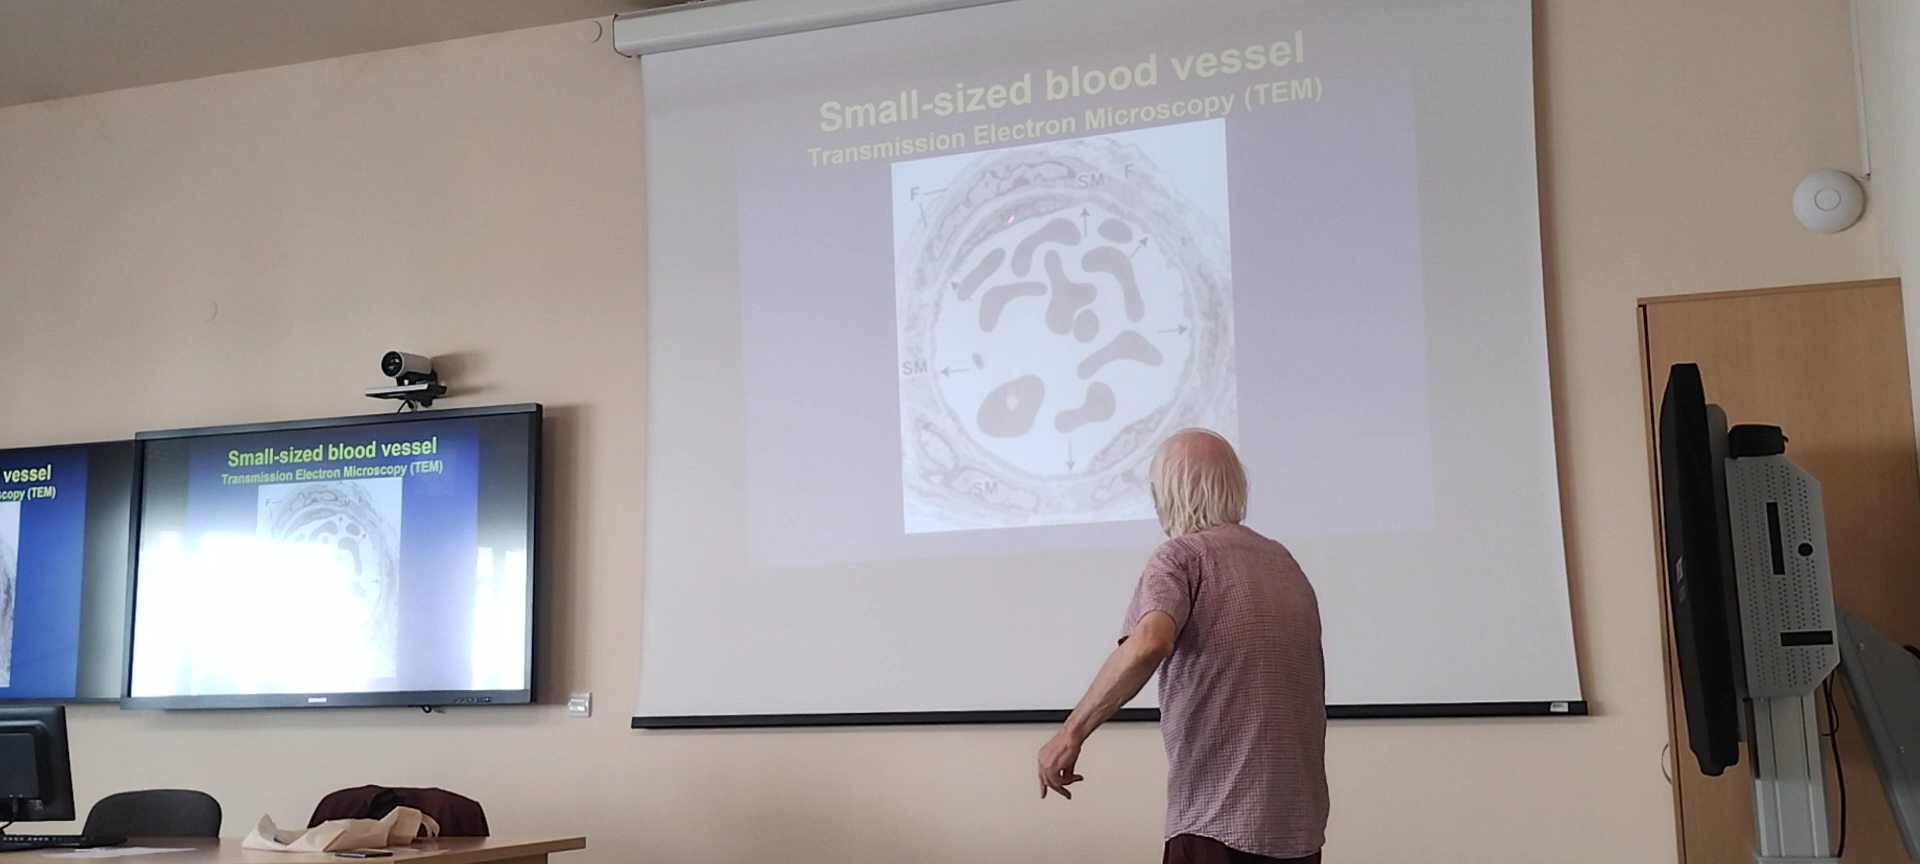 Small-sized blood vessel
Transmission Electron Microscopy (TEM)
F
SM
F
SM
SM
Small-sized blood vessel
Transmission Electron Microscopy (TEM)
vessel
scopy (TEM)